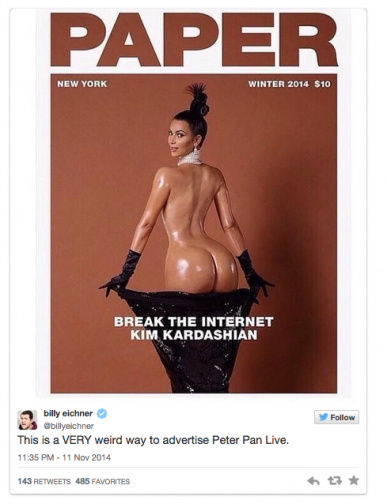 PAPER
NEW YORK WINTER 2014 $10
BREAK THE INTERNET
KIM KARDASHIAN
billy eichner
@billyeichner
Follow
This is a VERY weird way to advertise Peter Pan Live.
11:35 PM - 11 Nov 2014
143 RETWEETS 485 FAVORITES